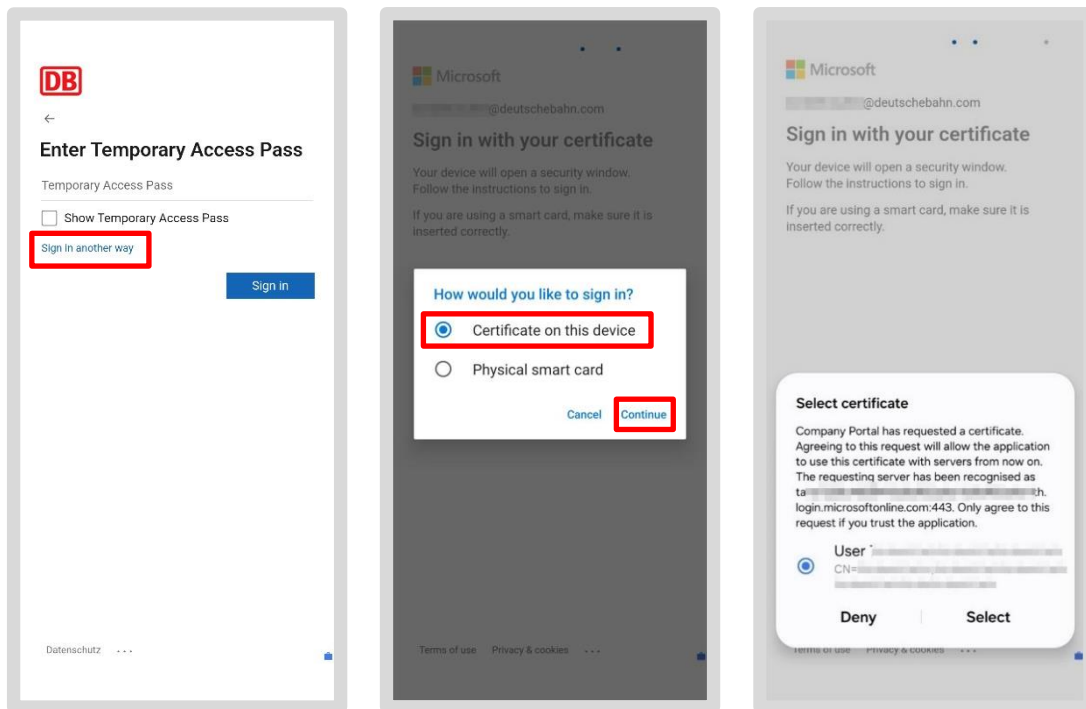 DB
Enter Temporary Access Pass
Temporary Access Pass
Show Temporary Access Pass
Sign in another way
Sign in
Datenschutz ...
Microsoft
@deutschebahn.com
Sign in with your certificate
Your device will open a security window.
Follow the instructions to sign in.
If you are using a smart card, make sure it is
inserted correctly.
How would you like to sign in?
Certificate on this device
Physical smart card
Cancel Continue
Terms of use Privacy & cookies ...
Microsoft
@deutschebahn.com
Sign in with your certificate
Your device will open a security window.
Follow the instructions to sign in.
If you are using a smart card, make sure it is
inserted correctly.
Select certificate
Company Portal has requested a certificate.
Agreeing to this request will allow the application
to use this certificate with servers from now on.
The requesting server has been recognised as
ta
login.microsoftonline.com:443. Only agree to this
request if you trust the application.
User
CN=
Deny Select
Terms of use Privacy & cookies ...